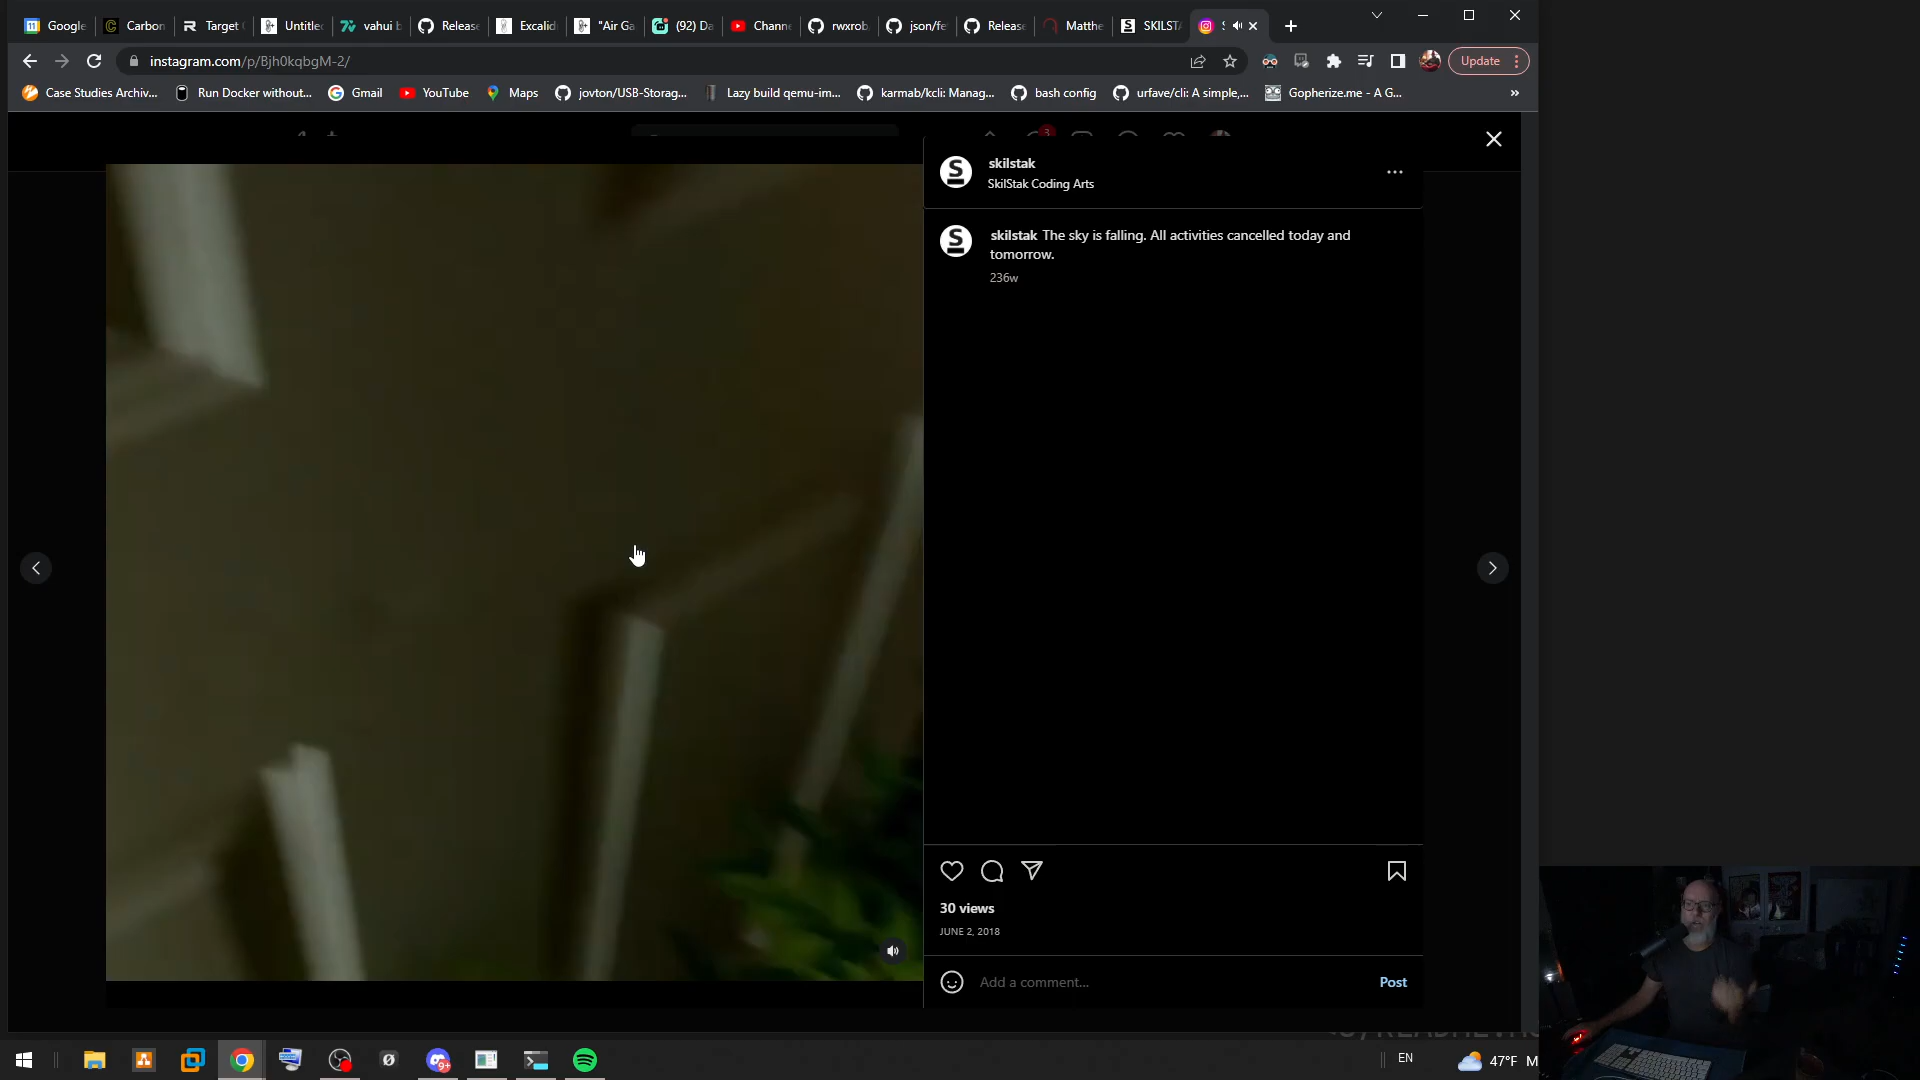 Google
Carbon
Target
Untitle
vahui b
Release
Excalid
"Air Ga
(92) Da
Chann
rwxrob
json/fe
Release
Matthe
SKILST
instagram.com/p/Bjh0kqbgM-2/
Update
Case Studies Archiv...
Run Docker without...
Gmail
YouTube
Maps
jovton/USB-Storag...
Lazy build qemu-im...
karmab/kcli: Manag...
bash config
urfave/cli: A simple,...
Gopherize.me - A G...
»
3
skilstak
SkilStak Coding Arts
skilstak The sky is falling. All activities cancelled today and
tomorrow.
236w
30 views
JUNE 2, 2018
Add a comment...
Post
EN
47°F M